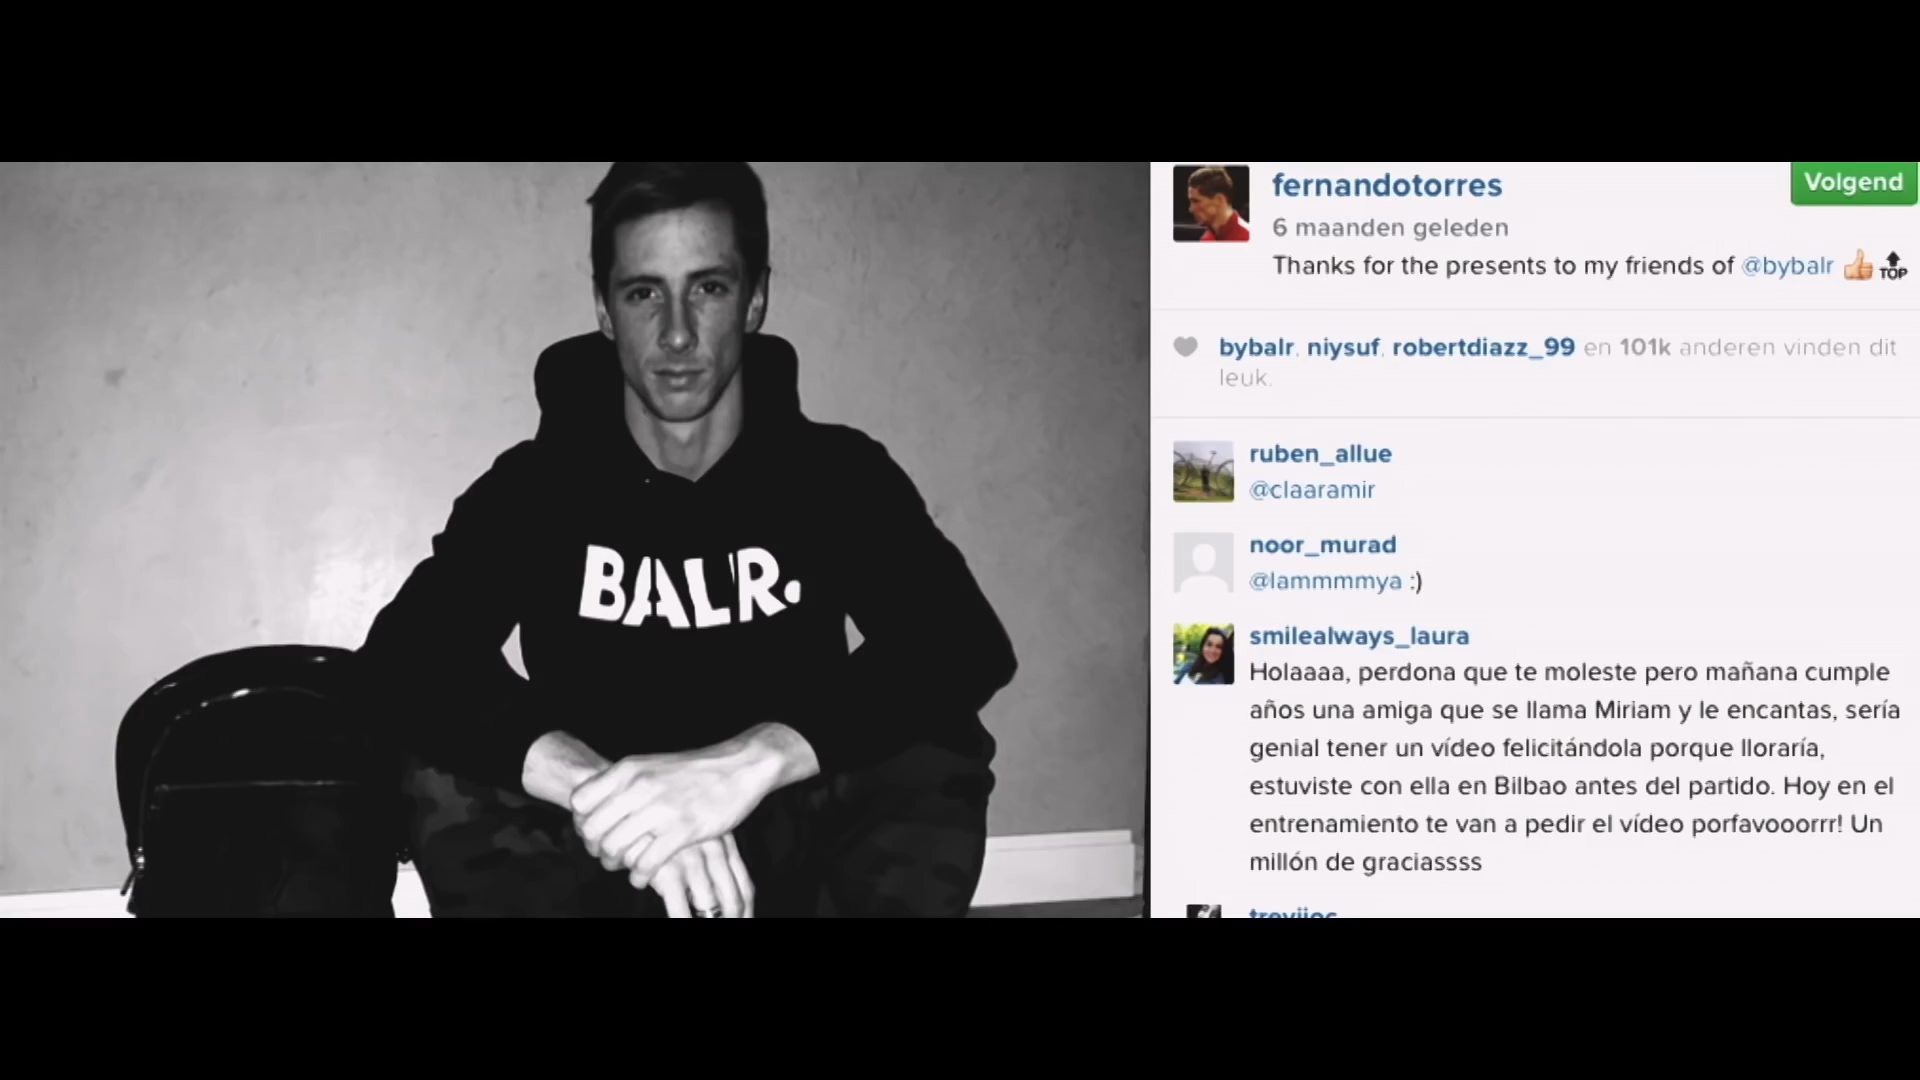 BALR.
fernandotorres
Volgend
6 maanden geleden
Thanks for the presents to my friends of @bybalr 👍 🔝
bybalr, niysuf, robertdiazz_99 en 101k anderen vinden dit
leuk.
ruben_allue
@claaramir
noor_murad
@lammmmya :)
smilealways_laura
Holaaaa, perdona que te moleste pero mañana cumple
años una amiga que se llama Miriam y le encantas, sería
genial tener un vídeo felicitándola porque lloraría,
estuviste con ella en Bilbao antes del partido. Hoy en el
entrenamiento te van a pedir el vídeo porfavooorrr! Un
millón de graciassss